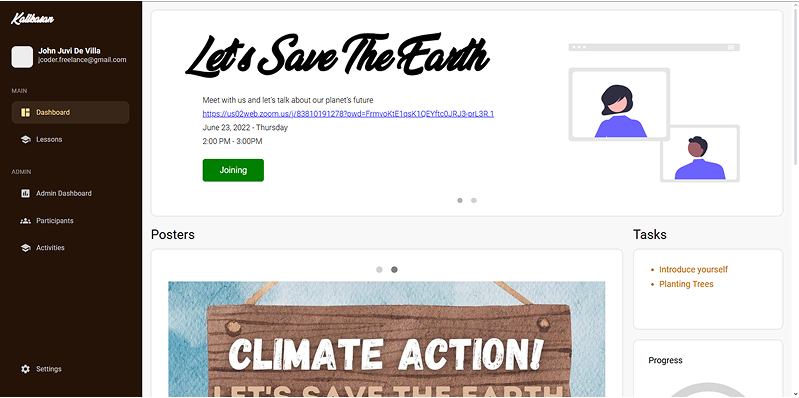 Kalikasan
John Juvi De Villa
jcoder.freelance@gmail.com
MAIN
Dashboard
Lessons
ADMIN
Admin Dashboard
Participants
Activities
Settings
Let's Save The Earth
Meet with us and let's talk about our planet's future
https://us02web.zoom.us/j/83810191278?pwd=FrmvoKtE1qsK1QEYftc0JRJ3-prL3R.1
June 23, 2022 - Thursday
2:00 PM - 3:00PM
Joining
Posters
CLIMATE ACTION!
LET'S SAVE THE EARTH
Tasks
Introduce yourself
Planting Trees
Progress